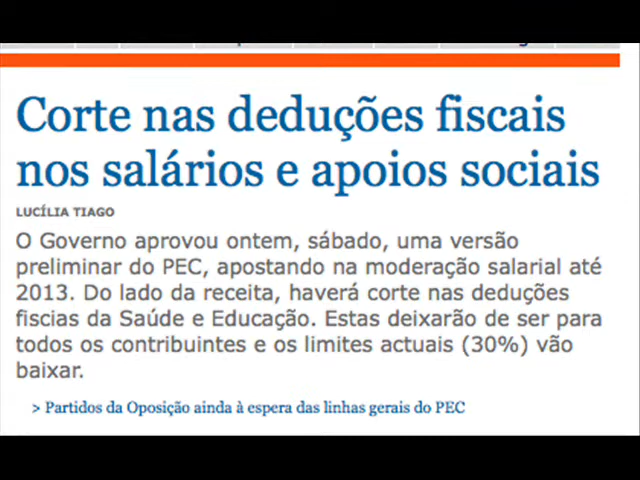 Corte nas deduções fiscais
nos salários e apoios sociais
LUCÍLIA TIAGO
O Governo aprovou ontem, sábado, uma versão
preliminar do PEC, apostando na moderação salarial até
2013. Do lado da receita, haverá corte nas deduções
fiscias da Saúde e Educação. Estas deixarão de ser para
todos os contribuintes e os limites actuais (30%) vão
baixar.
> Partidos da Oposição ainda à espera das linhas gerais do PEC